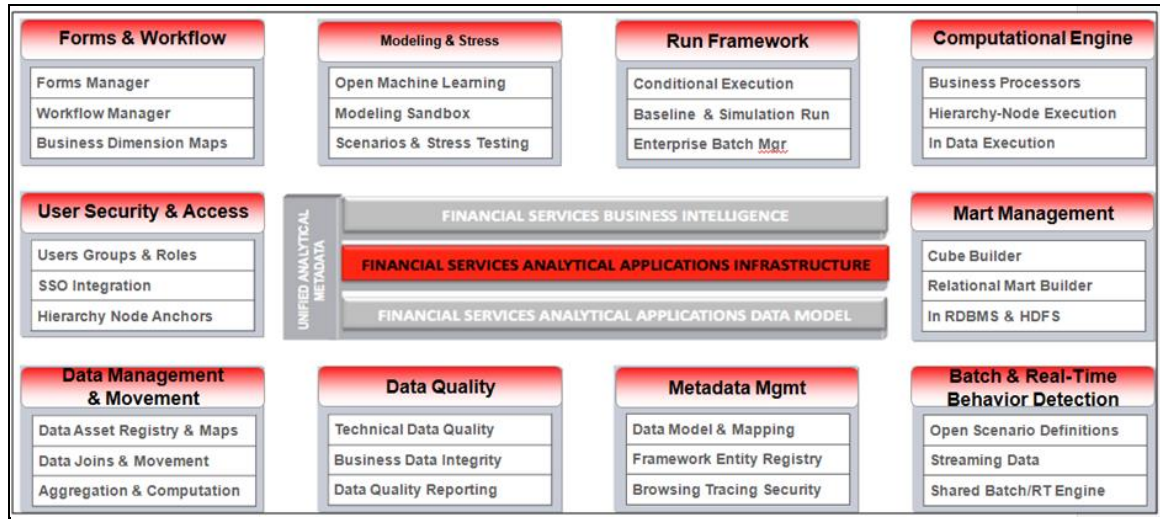 Forms & Workflow
Forms Manager
Workflow Manager
Business Dimension Maps
Modeling & Stress
Open Machine Learning
Modeling Sandbox
Scenarios & Stress Testing
Run Framework
Conditional Execution
Baseline & Simulation Run
Enterprise Batch Mgr
Computational Engine
Business Processors
Hierarchy-Node Execution
In Data Execution
User Security & Access
Users Groups & Roles
SSO Integration
Hierarchy Node Anchors
UNIFIED ANALYTICAL
METADATA
FINANCIAL SERVICES BUSINESS INTELLIGENCE
FINANCIAL SERVICES ANALYTICAL APPLICATIONS INFRASTRUCTURE
FINANCIAL SERVICES ANALYTICAL APPLICATIONS DATA MODEL
Mart Management
Cube Builder
Relational Mart Builder
In RDBMS & HDFS
Data Management
& Movement
Data Asset Registry & Maps
Data Joins & Movement
Aggregation & Computation
Data Quality
Technical Data Quality
Business Data Integrity
Data Quality Reporting
Metadata Mgmt
Data Model & Mapping
Framework Entity Registry
Browsing Tracing Security
Batch & Real-Time
Behavior Detection
Open Scenario Definitions
Streaming Data
Shared Batch/RT Engine